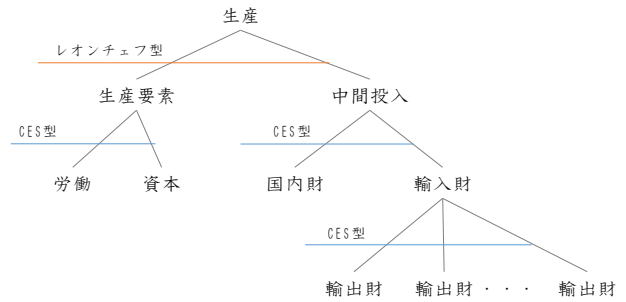 生産
レオンチェフ型
生産要素 中間投入
CES型 CES型
労働 資本 国内財 輸入財
CES型
輸出財 輸出財 ・・・ 輸出財